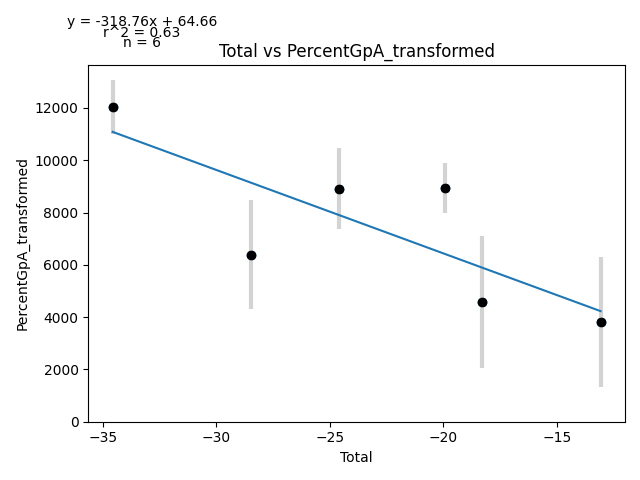 y = -318.76x + 64.66
r^2 = 0.63
n = 6
Total vs PercentGpA_transformed
PercentGpA_transformed
12000
10000
8000
6000
4000
2000
0
−35
−30
−25
−20
−15
Total